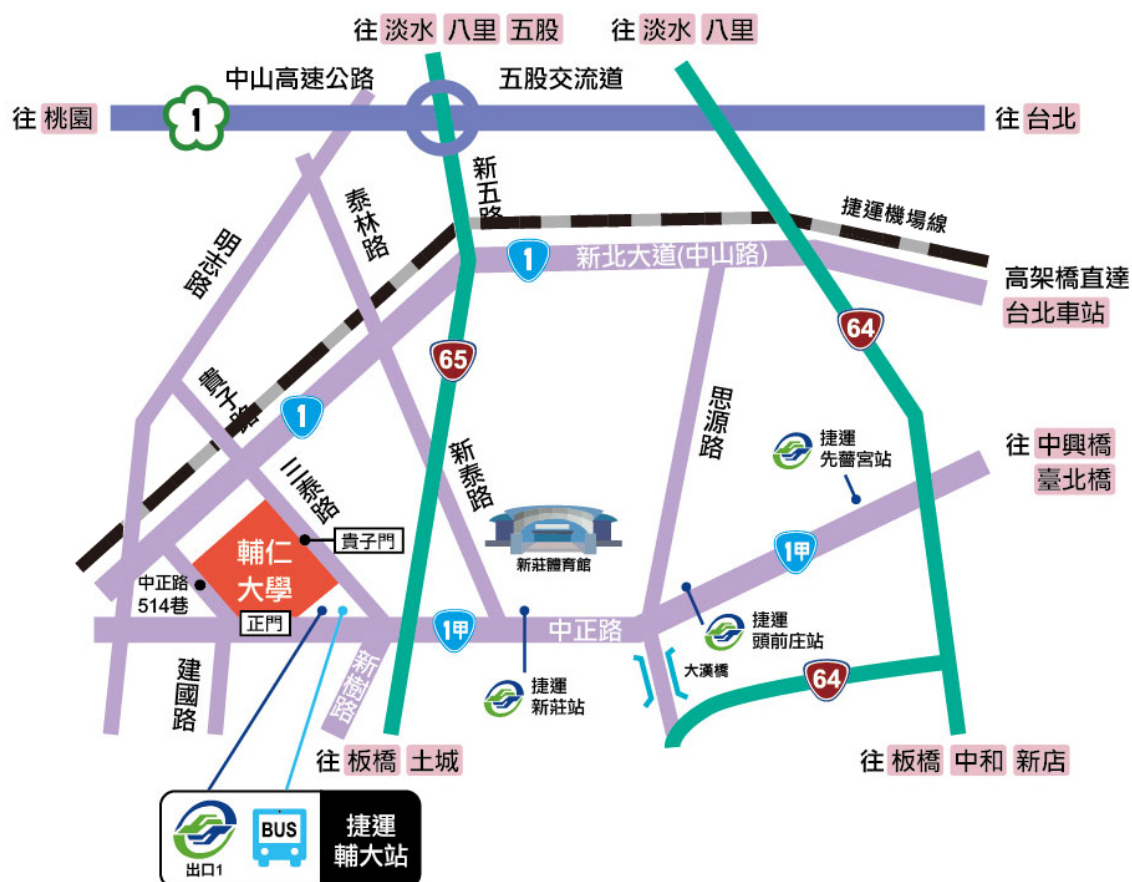 往 淡水 八里 五股
往 淡水 八里
中山高速公路
五股交流道
往 桃園
1
往 台北
新五路
泰林路
捷運機場線
明志路
1
新北大道(中山路)
高架橋直達
台北車站
65
64
貴子路
1
思源路
捷運
先嗇宮站
往 中興橋
臺北橋
新泰路
三泰路
貴子門
輔仁
大學
新莊體育館
1甲
中正路
514巷
正門
1甲
中正路
捷運
頭前庄站
建國路
新樹路
捷運
新莊站
大漢橋
64
往 板橋 土城
往 板橋 中和 新店
BUS
出口1
捷運
輔大站